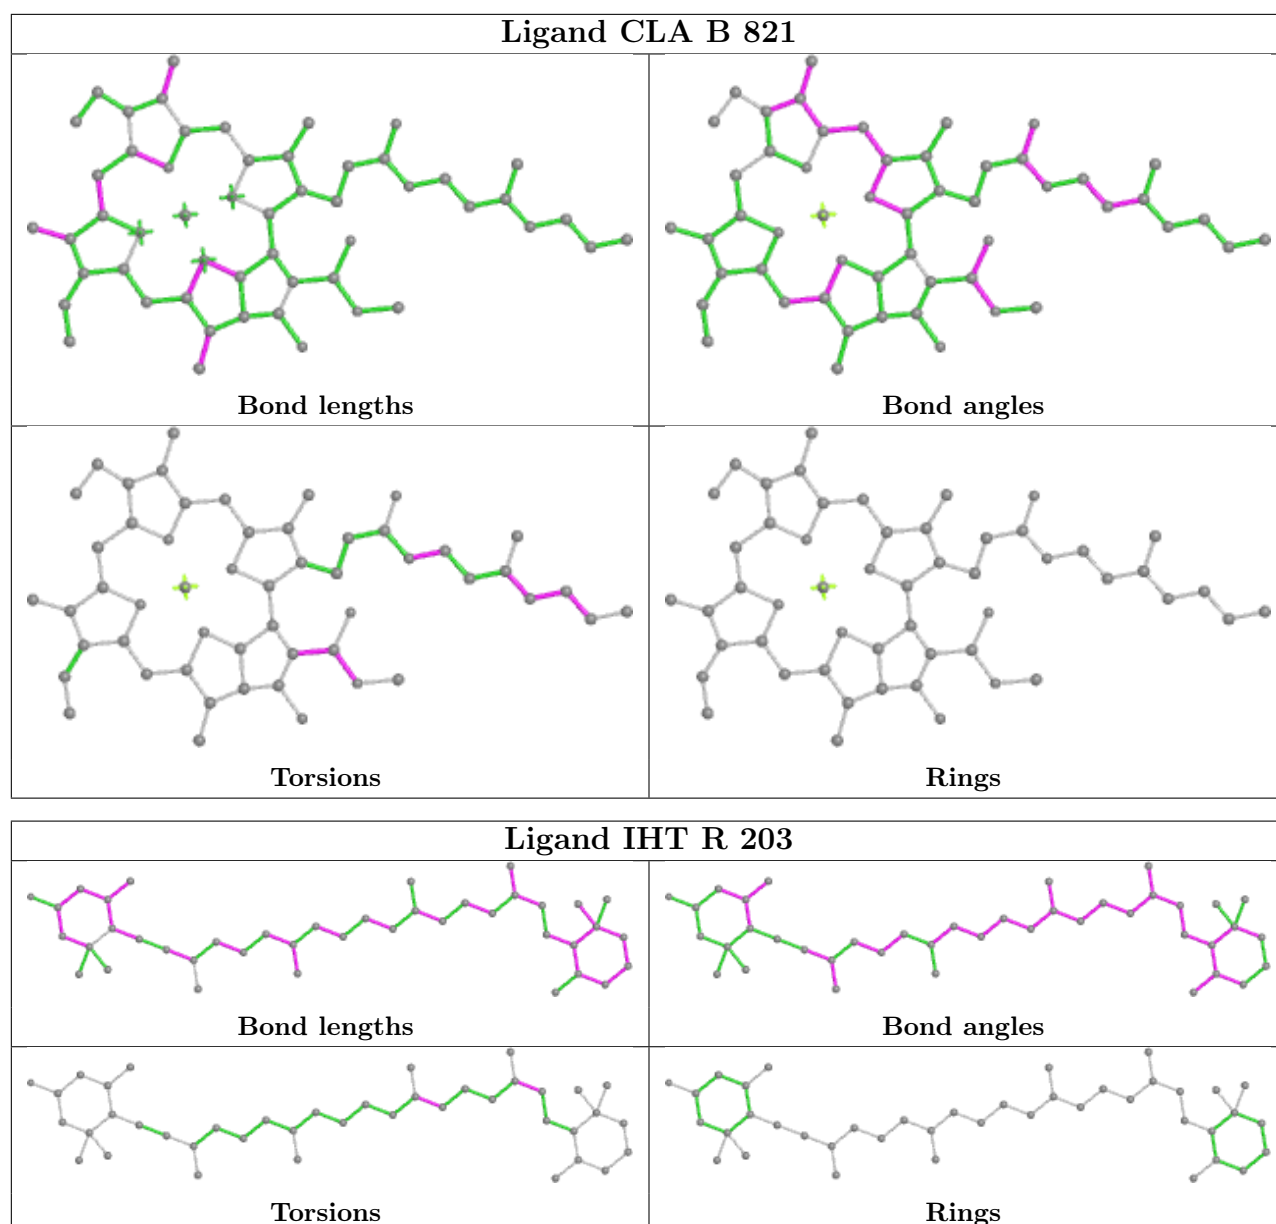 Ligand CLA B 821
Bond lengths
Bond angles
Torsions
Rings
Ligand IHT R 203
Bond lengths
Bond angles
Torsions
Rings